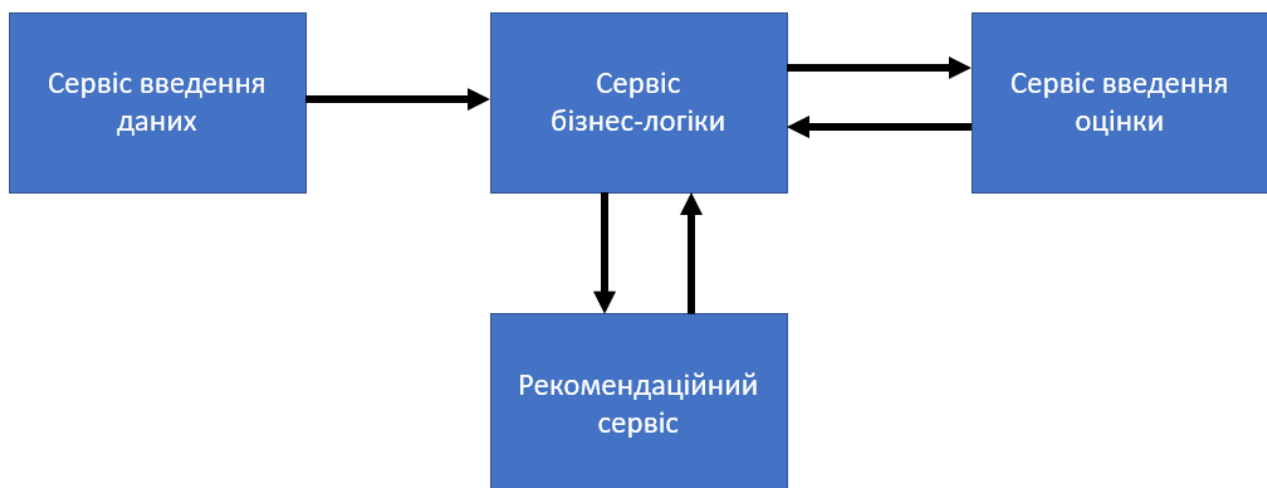 Сервіс введення
даних
Сервіс
бізнес-логіки
Сервіс введення
оцінки
Рекомендаційний
сервіс